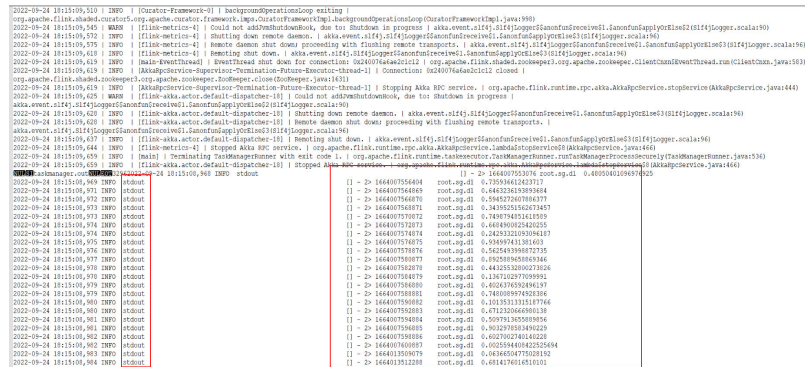 2022-09-24 18:15:09,510 | INFO  | [Curator-Framework-0] | backgroundOperationsLoop exiting |
org.apache.flink.shaded.curator5.org.apache.curator.framework.imps.CuratorFrameworkImpl.backgroundOperationsLoop(CuratorFrameworkImpl.java:998)
2022-09-24 18:15:09,545 | WARN  | [flink-metrics-4] | Could not addJvmShutdownHook, due to: Shutdown in progress | akka.event.slf4j.Slf4jLogger$$anonfun$receive$1.$anonfun$applyOrElse$2(Slf4jLogger.scala:90)
2022-09-24 18:15:09,572 | INFO  | [flink-metrics-4] | Shutting down remote daemon. | akka.event.slf4j.Slf4jLogger$$anonfun$receive$1.$anonfun$applyOrElse$3(Slf4jLogger.scala:96)
2022-09-24 18:15:09,575 | INFO  | [flink-metrics-4] | Remote daemon shut down; proceeding with flushing remote transports. | akka.event.slf4j.Slf4jLogger$$anonfun$receive$1.$anonfun$applyOrElse$3(Slf4jLogger.scala:96)
2022-09-24 18:15:09,618 | INFO  | [flink-metrics-4] | Remoting shut down. | akka.event.slf4j.Slf4jLogger$$anonfun$receive$1.$anonfun$applyOrElse$3(Slf4jLogger.scala:96)
2022-09-24 18:15:09,619 | INFO  | [main-EventThread] | EventThread shut down for connection: 0x240076a6ae2c1c12 | org.apache.flink.shaded.zookeeper3.org.apache.zookeeper.ClientCnxn$EventThread.run(ClientCnxn.java:583)
2022-09-24 18:15:09,619 | INFO  | [AkkaRpcService-Supervisor-Termination-Future-Executor-thread-1] | Connection: 0x240076a6ae2c1c12 closed |
org.apache.flink.shaded.zookeeper3.org.apache.zookeeper.ZooKeeper.close(ZooKeeper.java:1631)
2022-09-24 18:15:09,619 | INFO  | [AkkaRpcService-Supervisor-Termination-Future-Executor-thread-1] | Stopping Akka RPC service. | org.apache.flink.runtime.rpc.akka.AkkaRpcService.stopService(AkkaRpcService.java:444)
2022-09-24 18:15:09,625 | WARN  | [flink-akka.actor.default-dispatcher-18] | Could not addJvmShutdownHook, due to: Shutdown in progress |
akka.event.slf4j.Slf4jLogger$$anonfun$receive$1.$anonfun$applyOrElse$2(Slf4jLogger.scala:90)
2022-09-24 18:15:09,628 | INFO  | [flink-akka.actor.default-dispatcher-18] | Shutting down remote daemon. | akka.event.slf4j.Slf4jLogger$$anonfun$receive$1.$anonfun$applyOrElse$3(Slf4jLogger.scala:96)
2022-09-24 18:15:09,628 | INFO  | [flink-akka.actor.default-dispatcher-18] | Remote daemon shut down; proceeding with flushing remote transports. |
akka.event.slf4j.Slf4jLogger$$anonfun$receive$1.$anonfun$applyOrElse$3(Slf4jLogger.scala:96)
2022-09-24 18:15:09,637 | INFO  | [flink-akka.actor.default-dispatcher-18] | Remoting shut down. | akka.event.slf4j.Slf4jLogger$$anonfun$receive$1.$anonfun$applyOrElse$3(Slf4jLogger.scala:96)
2022-09-24 18:15:09,644 | INFO  | [flink-metrics-4] | Stopped Akka RPC service. | org.apache.flink.runtime.rpc.akka.AkkaRpcService.lambda$stopService$8(AkkaRpcService.java:466)
2022-09-24 18:15:09,659 | INFO  | [main] | Terminating TaskManagerRunner with exit code 1. | org.apache.flink.runtime.taskexecutor.TaskManagerRunner.runTaskManagerProcessSecurely(TaskManagerRunner.java:536)
2022-09-24 18:15:09,659 | INFO  | [flink-akka.actor.default-dispatcher-18] | Stopped Akka RPC service. | org.apache.flink.runtime.rpc.akka.AkkaRpcService.lambda$stopService$8(AkkaRpcService.java:466)
taskmanager.out 2022-09-24 18:15:08,968 INFO  stdout [] - 2> 1664007553076 root.sg.d1 0.48054040109697­6925
2022-09-24 18:15:08,969 INFO  stdout [] - 2> 1664007556404 root.sg.d1 0.735946612423717
2022-09-24 18:15:08,971 INFO  stdout [] - 2> 1664007564869 root.sg.d1 0.6463236193893684
2022-09-24 18:15:08,972 INFO  stdout [] - 2> 1664007566870 root.sg.d1 0.5945272607886377
2022-09-24 18:15:08,973 INFO  stdout [] - 2> 1664007568871 root.sg.d1 0.34395251562673457
2022-09-24 18:15:08,973 INFO  stdout [] - 2> 1664007570872 root.sg.d1 0.7498794851618589
2022-09-24 18:15:08,974 INFO  stdout [] - 2> 1664007572873 root.sg.d1 0.6684900825420255
2022-09-24 18:15:08,974 INFO  stdout [] - 2> 1664007574874 root.sg.d1 0.24293321093096187
2022-09-24 18:15:08,975 INFO  stdout [] - 2> 1664007576875 root.sg.d1 0.934997431381603
2022-09-24 18:15:08,976 INFO  stdout [] - 2> 1664007578876 root.sg.d1 0.5625493998872735
2022-09-24 18:15:08,976 INFO  stdout [] - 2> 1664007580877 root.sg.d1 0.8925889658869346
2022-09-24 18:15:08,978 INFO  stdout [] - 2> 1664007582878 root.sg.d1 0.44325532800273826
2022-09-24 18:15:08,978 INFO  stdout [] - 2> 1664007584879 root.sg.d1 0.1367102977099991
2022-09-24 18:15:08,979 INFO  stdout [] - 2> 1664007586880 root.sg.d1 0.4026376592496197
2022-09-24 18:15:08,979 INFO  stdout [] - 2> 1664007588881 root.sg.d1 0.7480089974928386
2022-09-24 18:15:08,980 INFO  stdout [] - 2> 1664007590882 root.sg.d1 0.10135313315187766
2022-09-24 18:15:08,980 INFO  stdout [] - 2> 1664007592883 root.sg.d1 0.6712320666980138
2022-09-24 18:15:08,981 INFO  stdout [] - 2> 1664007594884 root.sg.d1 0.5097913655889856
2022-09-24 18:15:08,981 INFO  stdout [] - 2> 1664007596885 root.sg.d1 0.9032978583490229
2022-09-24 18:15:08,982 INFO  stdout [] - 2> 1664007598886 root.sg.d1 0.6027002740140228
2022-09-24 18:15:08,982 INFO  stdout [] - 2> 1664007600887 root.sg.d1 0.0025594408422525694
2022-09-24 18:15:08,983 INFO  stdout [] - 2> 1664013509079 root.sg.d1 0.06366504775028192
2022-09-24 18:15:08,984 INFO  stdout [] - 2> 1664013512288 root.sg.d1 0.6814176016510101